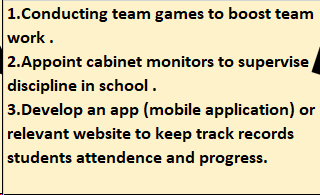 1.Conducting team games to boost team
work .
2.Appoint cabinet monitors to supervise
discipline in school .
3.Develop an app (mobile application) or
relevant website to keep track records
students attendence and progress.